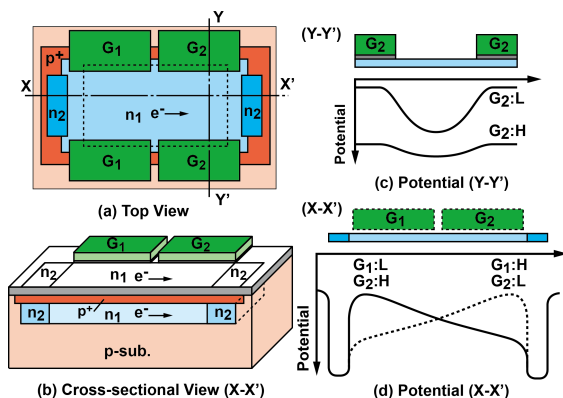 Y
G1 G2
p+
X X'
n2 n1 e- n2
G1 G2
Y'
(a) Top View
G1 G2
n2 n1 e- n2
n2 p+ n1 e- n2
p-sub.
(b) Cross-sectional View (X-X')
(Y-Y')
G2 G2
G2:L
G2:H
Potential
(c) Potential (Y-Y')
(X-X')
G1 G2
G1:L G1:H
G2:H G2:L
Potential
(d) Potential (X-X')